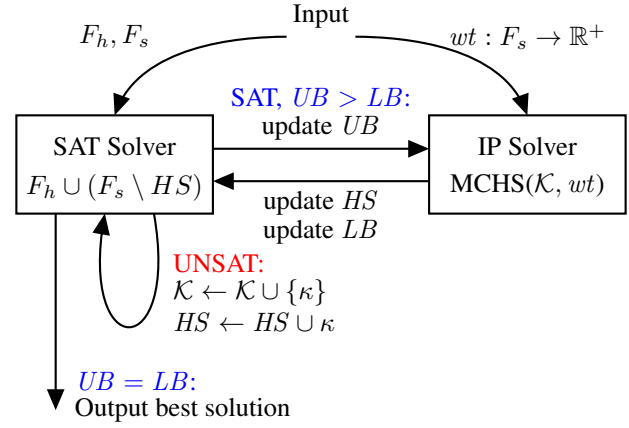 Input
F_h, F_s
wt : F_s → ℝ⁺
SAT, UB > LB:
update UB
SAT Solver
F_h ∪ (F_s \ HS)
IP Solver
MCHS(𝒦, wt)
update HS
update LB
UNSAT:
𝒦 ← 𝒦 ∪ {κ}
HS ← HS ∪ κ
UB = LB:
Output best solution